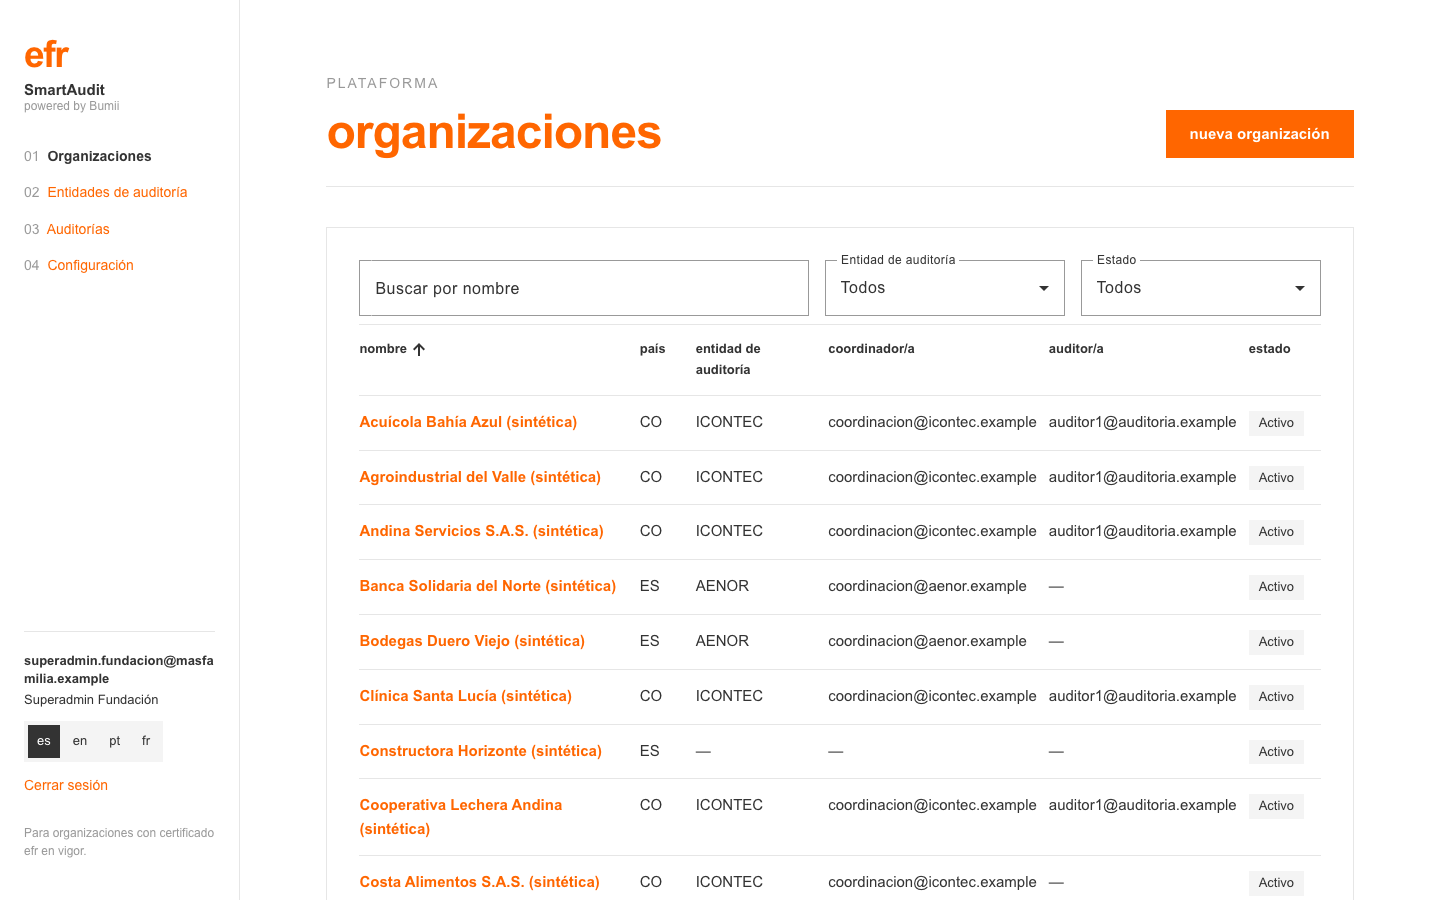 efr
SmartAudit
powered by Bumii
01 Organizaciones
02 Entidades de auditoría
03 Auditorías
04 Configuración
superadmin.fundacion@masfa
milia.example
Superadmin Fundación
es en pt fr
Cerrar sesión
Para organizaciones con certificado
efr en vigor.
PLATAFORMA
organizaciones
nueva organización
Buscar por nombre
Entidad de auditoría
Todos
Estado
Todos
nombre país entidad de auditoría coordinador/a auditor/a estado
Acuícola Bahía Azul (sintética) CO ICONTEC coordinacion@icontec.example auditor1@auditoria.example Activo
Agroindustrial del Valle (sintética) CO ICONTEC coordinacion@icontec.example auditor1@auditoria.example Activo
Andina Servicios S.A.S. (sintética) CO ICONTEC coordinacion@icontec.example auditor1@auditoria.example Activo
Banca Solidaria del Norte (sintética) ES AENOR coordinacion@aenor.example — Activo
Bodegas Duero Viejo (sintética) ES AENOR coordinacion@aenor.example — Activo
Clínica Santa Lucía (sintética) CO ICONTEC coordinacion@icontec.example auditor1@auditoria.example Activo
Constructora Horizonte (sintética) ES — — — Activo
Cooperativa Lechera Andina (sintética) CO ICONTEC coordinacion@icontec.example auditor1@auditoria.example Activo
Costa Alimentos S.A.S. (sintética) CO ICONTEC coordinacion@icontec.example — Activo